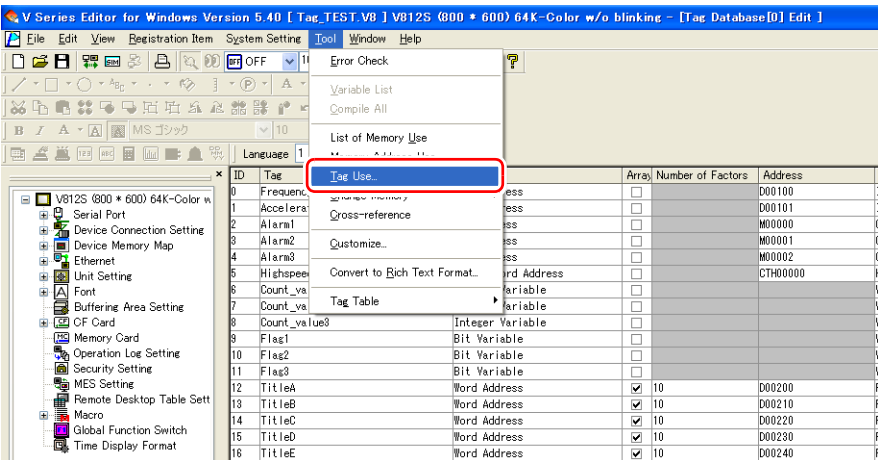 V Series Editor for Windows Version 5.40 [ Tag_TEST.V8 ] V812S (800 * 600) 64K-Color w/o blinking - [Tag Database[0] Edit ]
File Edit View Registration Item System Setting Tool Window Help
OFF OFF
MS ゴシック 10
Language 1
Error Check
Variable List
Compile All
List of Memory Use
Tag Use...
Change Memory
Cross-reference
Customize...
Convert to Rich Text Format...
Tag Table
V812S (800 * 600) 64K-Color
Serial Port
Device Connection Setting
Device Memory Map
Ethernet
Unit Setting
Font
Buffering Area Setting
CF Card
Memory Card
Operation Log Setting
Security Setting
MES Setting
Remote Desktop Table Sett
Macro
Global Function Switch
Time Display Format
ID Tag Array Number of Factors Address
0 Frequenc ess D00100
1 Accelera ess D00101
2 Alarm1 ess M00000
3 Alarm2 ess M00001
4 Alarm3 ess M00002
5 Highspee rd Address CTH00000
6 Count_va ariable
7 Count_va ariable
8 Count_value3 Integer Variable
9 Flag1 Bit Variable
10 Flag2 Bit Variable
11 Flag3 Bit Variable
12 TitleA Word Address 10 D00200
13 TitleB Word Address 10 D00210
14 TitleC Word Address 10 D00220
15 TitleD Word Address 10 D00230
16 TitleE Word Address 10 D00240